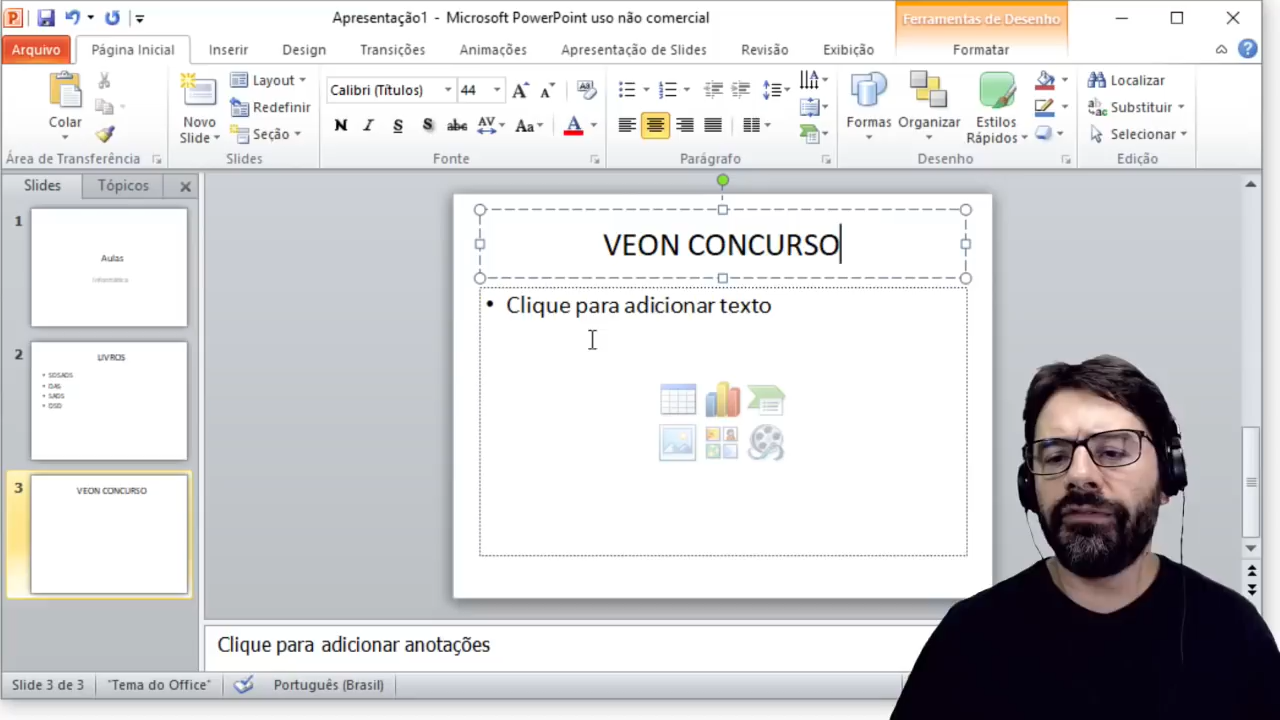 Apresentação1 - Microsoft PowerPoint uso não comercial
Ferramentas de Desenho
Arquivo
Página Inicial
Inserir
Design
Transições
Animações
Apresentação de Slides
Revisão
Exibição
Formatar
Colar
Área de Transferência
Novo
Slide
Layout
Redefinir
Seção
Slides
Calibri (Títulos)
44
N I S S abc AV Aa A
Fonte
Parágrafo
Formas
Organizar
Estilos
Rápidos
Desenho
Localizar
Substituir
Selecionar
Edição
Slides
Tópicos
1
Aulas
Informática
2
LIVROS
• SDSADS
• DAS
• SADS
• DSD
3
VEON CONCURSO
VEON CONCURSO
• Clique para adicionar texto
Clique para adicionar anotações
Slide 3 de 3
"Tema do Office"
Português (Brasil)